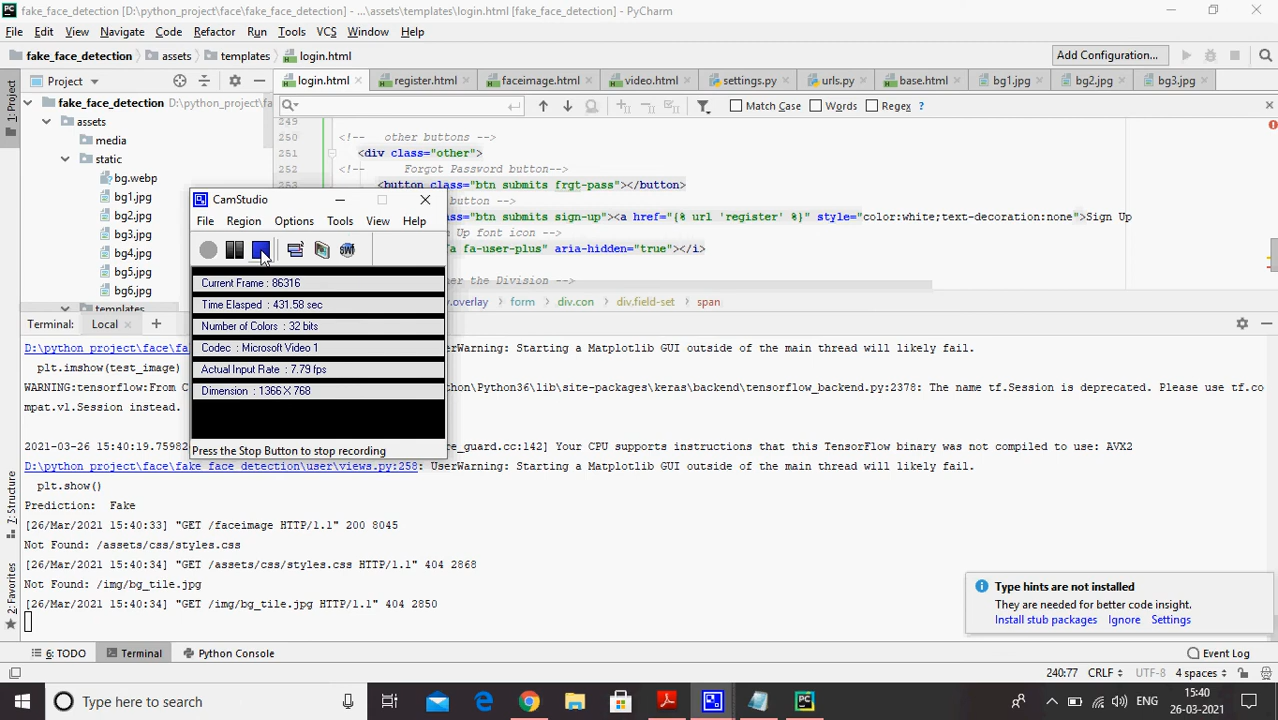 fake_face_detection [D:\python_project\face\fake_face_detection] - ...\assets\templates\login.html [fake_face_detection] - PyCharm
File Edit View Navigate Code Refactor Run Tools VCS Window Help
fake_face_detection assets templates login.html Add Configuration...
1: Project
Project login.html register.html faceimage.html video.html settings.py urls.py base.html bg1.jpg bg2.jpg bg3.jpg
fake_face_detection D:\python_project\fa
Match Case Words Regex ?
assets
media
static
bg.webp
bg1.jpg
bg2.jpg
bg3.jpg
bg4.jpg
bg5.jpg
bg6.jpg
templates
249
250 <!-- other buttons -->
251 <div class="other">
252 <!-- Forgot Password button-->
253 <button class="btn submits frgt-pass"></button>
button -->
class="btn submits sign-up"><a href="{% url 'register' %}" style="color:white;text-decoration:none">Sign Up
Up font icon -->
fa fa-user-plus" aria-hidden="true"></i>
her the Division -->
.overlay form div.con div.field-set span
CamStudio
File Region Options Tools View Help
SWF
Current Frame : 86316
Time Elasped : 431.58 sec
Number of Colors : 32 bits
Codec : Microsoft Video 1
Actual Input Rate : 7.79 fps
Dimension : 1366 X 768
Press the Stop Button to stop recording
Terminal: Local +
D:\python_project\face\fa : UserWarning: Starting a Matplotlib GUI outside of the main thread will likely fail.
plt.imshow(test_image)
WARNING:tensorflow:From C hon\Python36\lib\site-packages\keras\backend\tensorflow_backend.py:2378: The name tf.Session is deprecated. Please use tf.co
mpat.v1.Session instead.
2021-03-26 15:40:19.75982 re_guard.cc:142] Your CPU supports instructions that this TensorFlow binary was not compiled to use: AVX2
D:\python_project\face\fake_face_detection\user\views.py:258: UserWarning: Starting a Matplotlib GUI outside of the main thread will likely fail.
plt.show()
Prediction: Fake
[26/Mar/2021 15:40:33] "GET /faceimage HTTP/1.1" 200 8045
Not Found: /assets/css/styles.css
[26/Mar/2021 15:40:34] "GET /assets/css/styles.css HTTP/1.1" 404 2868
Not Found: /img/bg_tile.jpg
[26/Mar/2021 15:40:34] "GET /img/bg_tile.jpg HTTP/1.1" 404 2850
Z: Structure
2: Favorites
Type hints are not installed
They are needed for better code insight.
Install stub packages Ignore Settings
6: TODO Terminal Python Console Event Log
240:77 CRLF UTF-8 4 spaces
Type here to search
ENG
15:40
26-03-2021